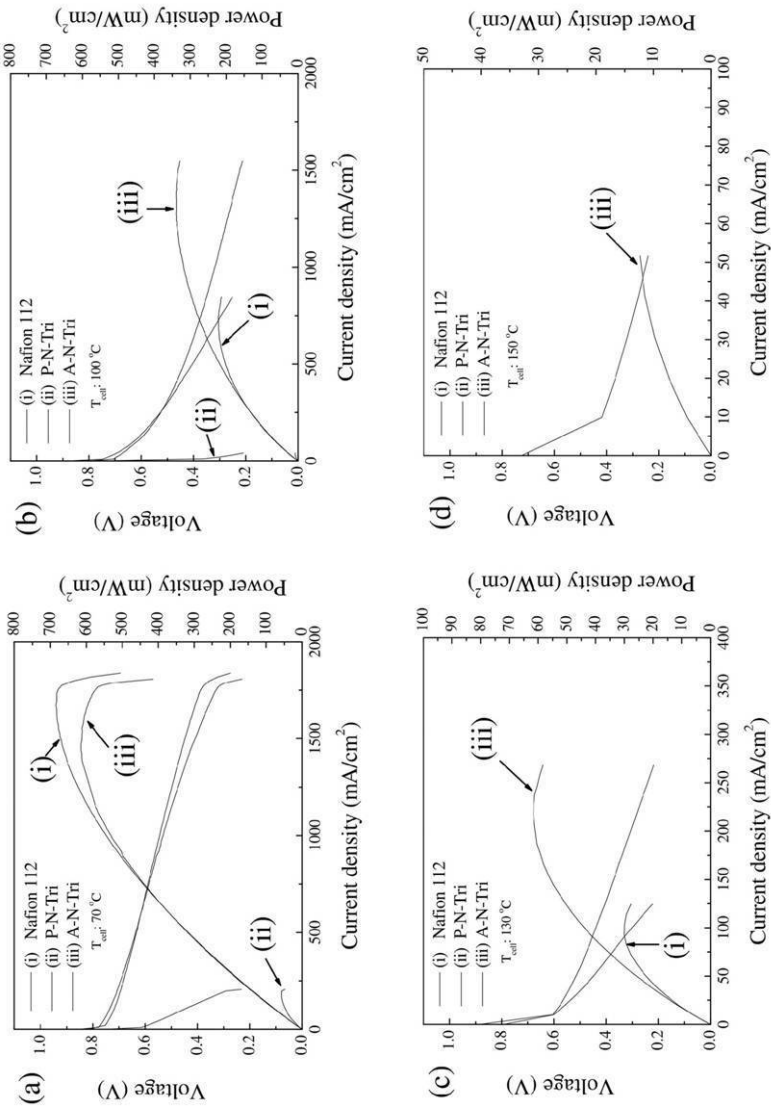 (a)
(i) Nafion 112
(ii) P-N-Tri
(iii) A-N-Tri
T_cell: 70 °C
(i)
(iii)
(ii)
Voltage (V)
1.0
0.8
0.6
0.4
0.2
0.0
Power density (mW/cm²)
800
700
600
500
400
300
200
100
0
0
500
1000
1500
2000
Current density (mA/cm²)
(b)
(i) Nafion 112
(ii) P-N-Tri
(iii) A-N-Tri
T_cell: 100 °C
(iii)
(i)
(ii)
Voltage (V)
1.0
0.8
0.6
0.4
0.2
0.0
Power density (mW/cm²)
800
700
600
500
400
300
200
100
0
0
500
1000
1500
2000
Current density (mA/cm²)
(c)
(i) Nafion 112
(ii) P-N-Tri
(iii) A-N-Tri
T_cell: 130 °C
(iii)
(i)
Voltage (V)
1.0
0.8
0.6
0.4
0.2
0.0
Power density (mW/cm²)
100
90
80
70
60
50
40
30
20
10
0
0
50
100
150
200
250
300
350
400
Current density (mA/cm²)
(d)
(i) Nafion 112
(ii) P-N-Tri
(iii) A-N-Tri
T_cell: 150 °C
(iii)
Voltage (V)
1.0
0.8
0.6
0.4
0.2
0.0
Power density (mW/cm²)
50
40
30
20
10
0
0
10
20
30
40
50
60
70
80
90
100
Current density (mA/cm²)